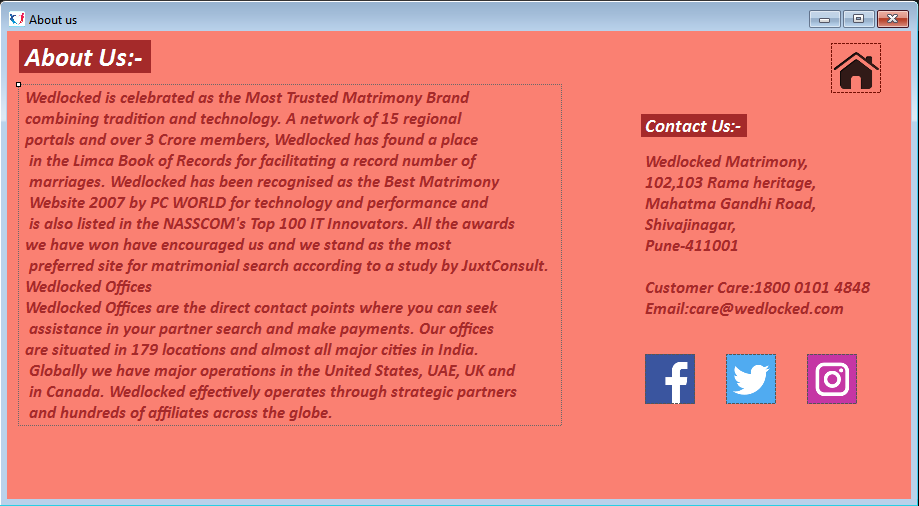 About us
About Us:-
Wedlocked is celebrated as the Most Trusted Matrimony Brand
combining tradition and technology. A network of 15 regional
portals and over 3 Crore members, Wedlocked has found a place
in the Limca Book of Records for facilitating a record number of
marriages. Wedlocked has been recognised as the Best Matrimony
Website 2007 by PC WORLD for technology and performance and
is also listed in the NASSCOM's Top 100 IT Innovators. All the awards
we have won have encouraged us and we stand as the most
preferred site for matrimonial search according to a study by JuxtConsult.
Wedlocked Offices
Wedlocked Offices are the direct contact points where you can seek
assistance in your partner search and make payments. Our offices
are situated in 179 locations and almost all major cities in India.
Globally we have major operations in the United States, UAE, UK and
in Canada. Wedlocked effectively operates through strategic partners
and hundreds of affiliates across the globe.
Contact Us:-
Wedlocked Matrimony,
102,103 Rama heritage,
Mahatma Gandhi Road,
Shivajinagar,
Pune-411001
Customer Care:1800 0101 4848
Email:care@wedlocked.com